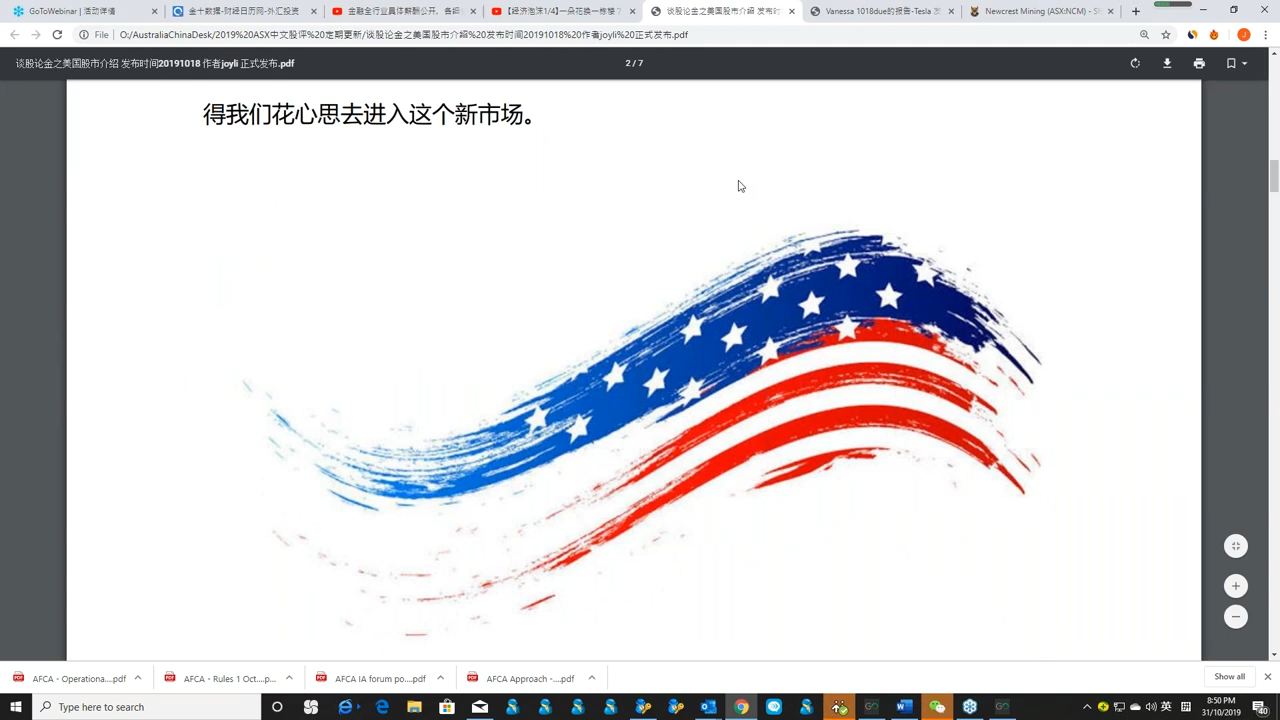 GoToWebinar | 活动详情
金十数据-财经日历网-外汇投资
金融全行业具体薪酬公开，各细
【经济泡沫1/4】一朵花换一栋楼？
谈股论金之美国股市介绍 发布时
Vanessa 1018due的报告-Tesla 发
Newcrest Mining (ASX:NCM) - Sh
File | O:/AustraliaChinaDesk/2019%20ASX中文股评%20定期更新/谈股论金之美国股市介绍%20发布时间20191018%20作者joyli%20正式发布.pdf
J
谈股论金之美国股市介绍 发布时间20191018 作者joyli 正式发布.pdf
2 / 7
得我们花心思去进入这个新市场。
AFCA - Operationa....pdf
AFCA - Rules 1 Oct....p...
AFCA IA forum po....pdf
AFCA Approach -....pdf
Show all
Type here to search
英
8:50 PM
31/10/2019
40